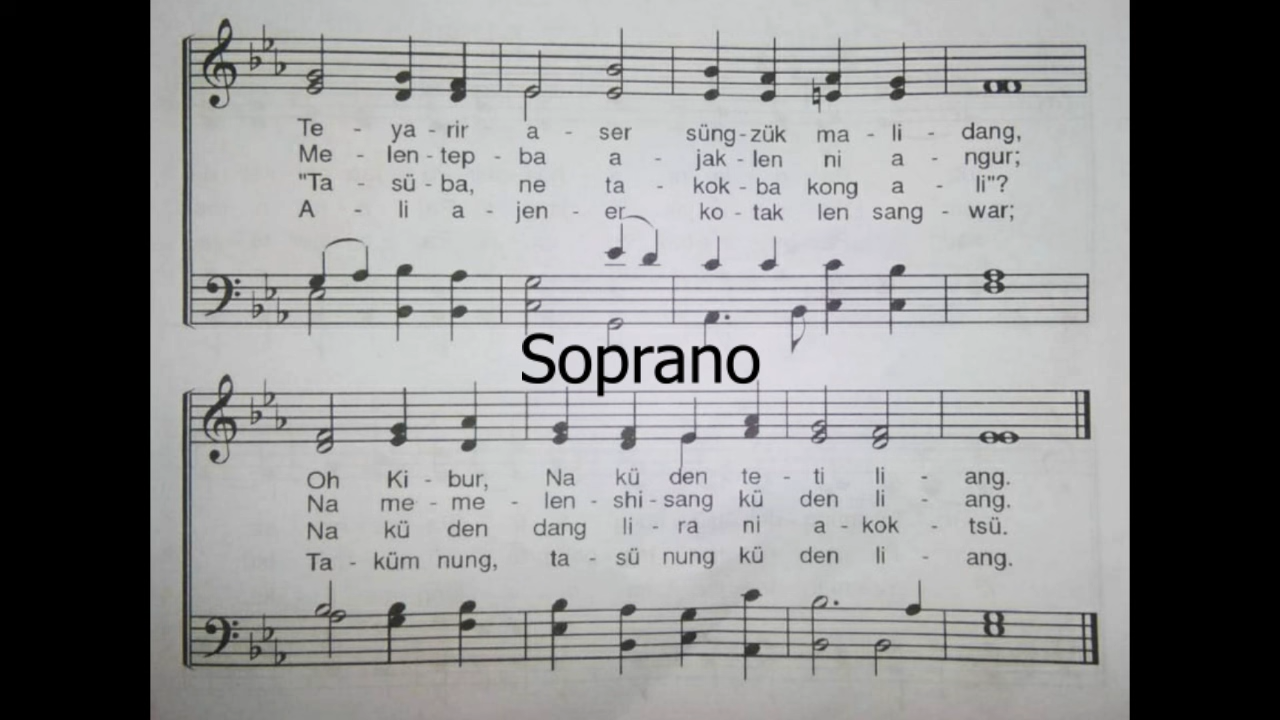 Te - ya - rir a - ser süng - zük ma - li - dang,
Me - len - tep - ba a - jak - len ni a - ngur;
"Ta - sü - ba, ne ta - kok - ba kong a - li"?
A - li a - jen - er ko - tak len sang - war;
Soprano
Oh Ki - bur, Na kü den te - ti li - ang.
Na me - me - len - shi - sang kü den li - ang.
Na kü den dang li - ra ni a - kok - tsü.
Ta - küm nung, ta - sü nung kü den li - ang.